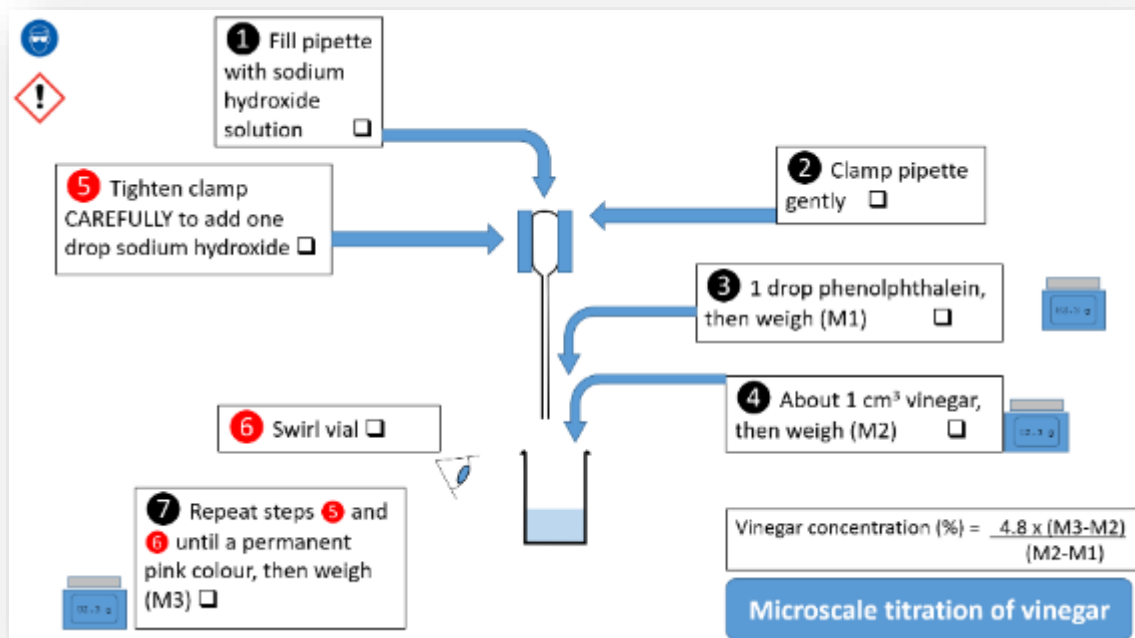 1 Fill pipette
with sodium
hydroxide
solution ❑
5 Tighten clamp
CAREFULLY to add one
drop sodium hydroxide ❑
2 Clamp pipette
gently ❑
3 1 drop phenolphthalein,
then weigh (M1) ❑
4 About 1 cm³ vinegar,
then weigh (M2) ❑
6 Swirl vial ❑
7 Repeat steps 5 and
6 until a permanent
pink colour, then weigh
(M3) ❑
Vinegar concentration (%) = 4.8 x (M3-M2)
(M2-M1)
Microscale titration of vinegar